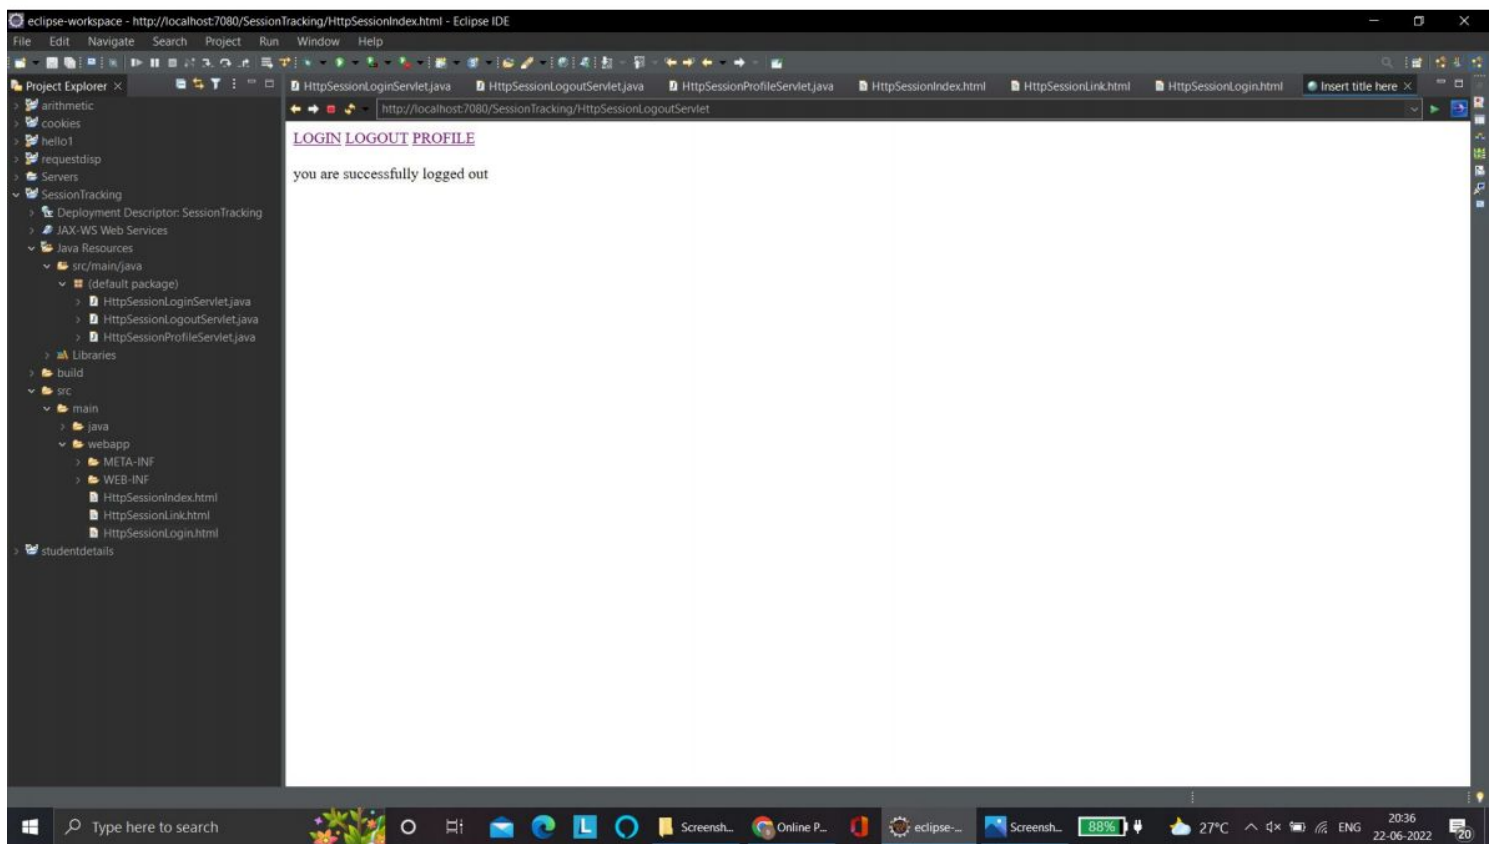 eclipse-workspace - http://localhost:7080/SessionTracking/HttpSessionIndex.html - Eclipse IDE
File Edit Navigate Search Project Run Window Help
Project Explorer
HttpSessionLoginServlet.java HttpSessionLogoutServlet.java HttpSessionProfileServlet.java HttpSessionIndex.html HttpSessionLink.html HttpSessionLogin.html Insert title here
http://localhost:7080/SessionTracking/HttpSessionLogoutServlet
arithmetic
cookies
hello1
requestdisp
Servers
SessionTracking
Deployment Descriptor: SessionTracking
JAX-WS Web Services
Java Resources
src/main/java
(default package)
HttpSessionLoginServlet.java
HttpSessionLogoutServlet.java
HttpSessionProfileServlet.java
Libraries
build
src
main
java
webapp
META-INF
WEB-INF
HttpSessionIndex.html
HttpSessionLink.html
HttpSessionLogin.html
studentdetails
LOGIN LOGOUT PROFILE
you are successfully logged out
Type here to search
L
Screensh...
Online P...
eclipse-...
Screensh...
88%
27°C
ENG
20:36
22-06-2022
20